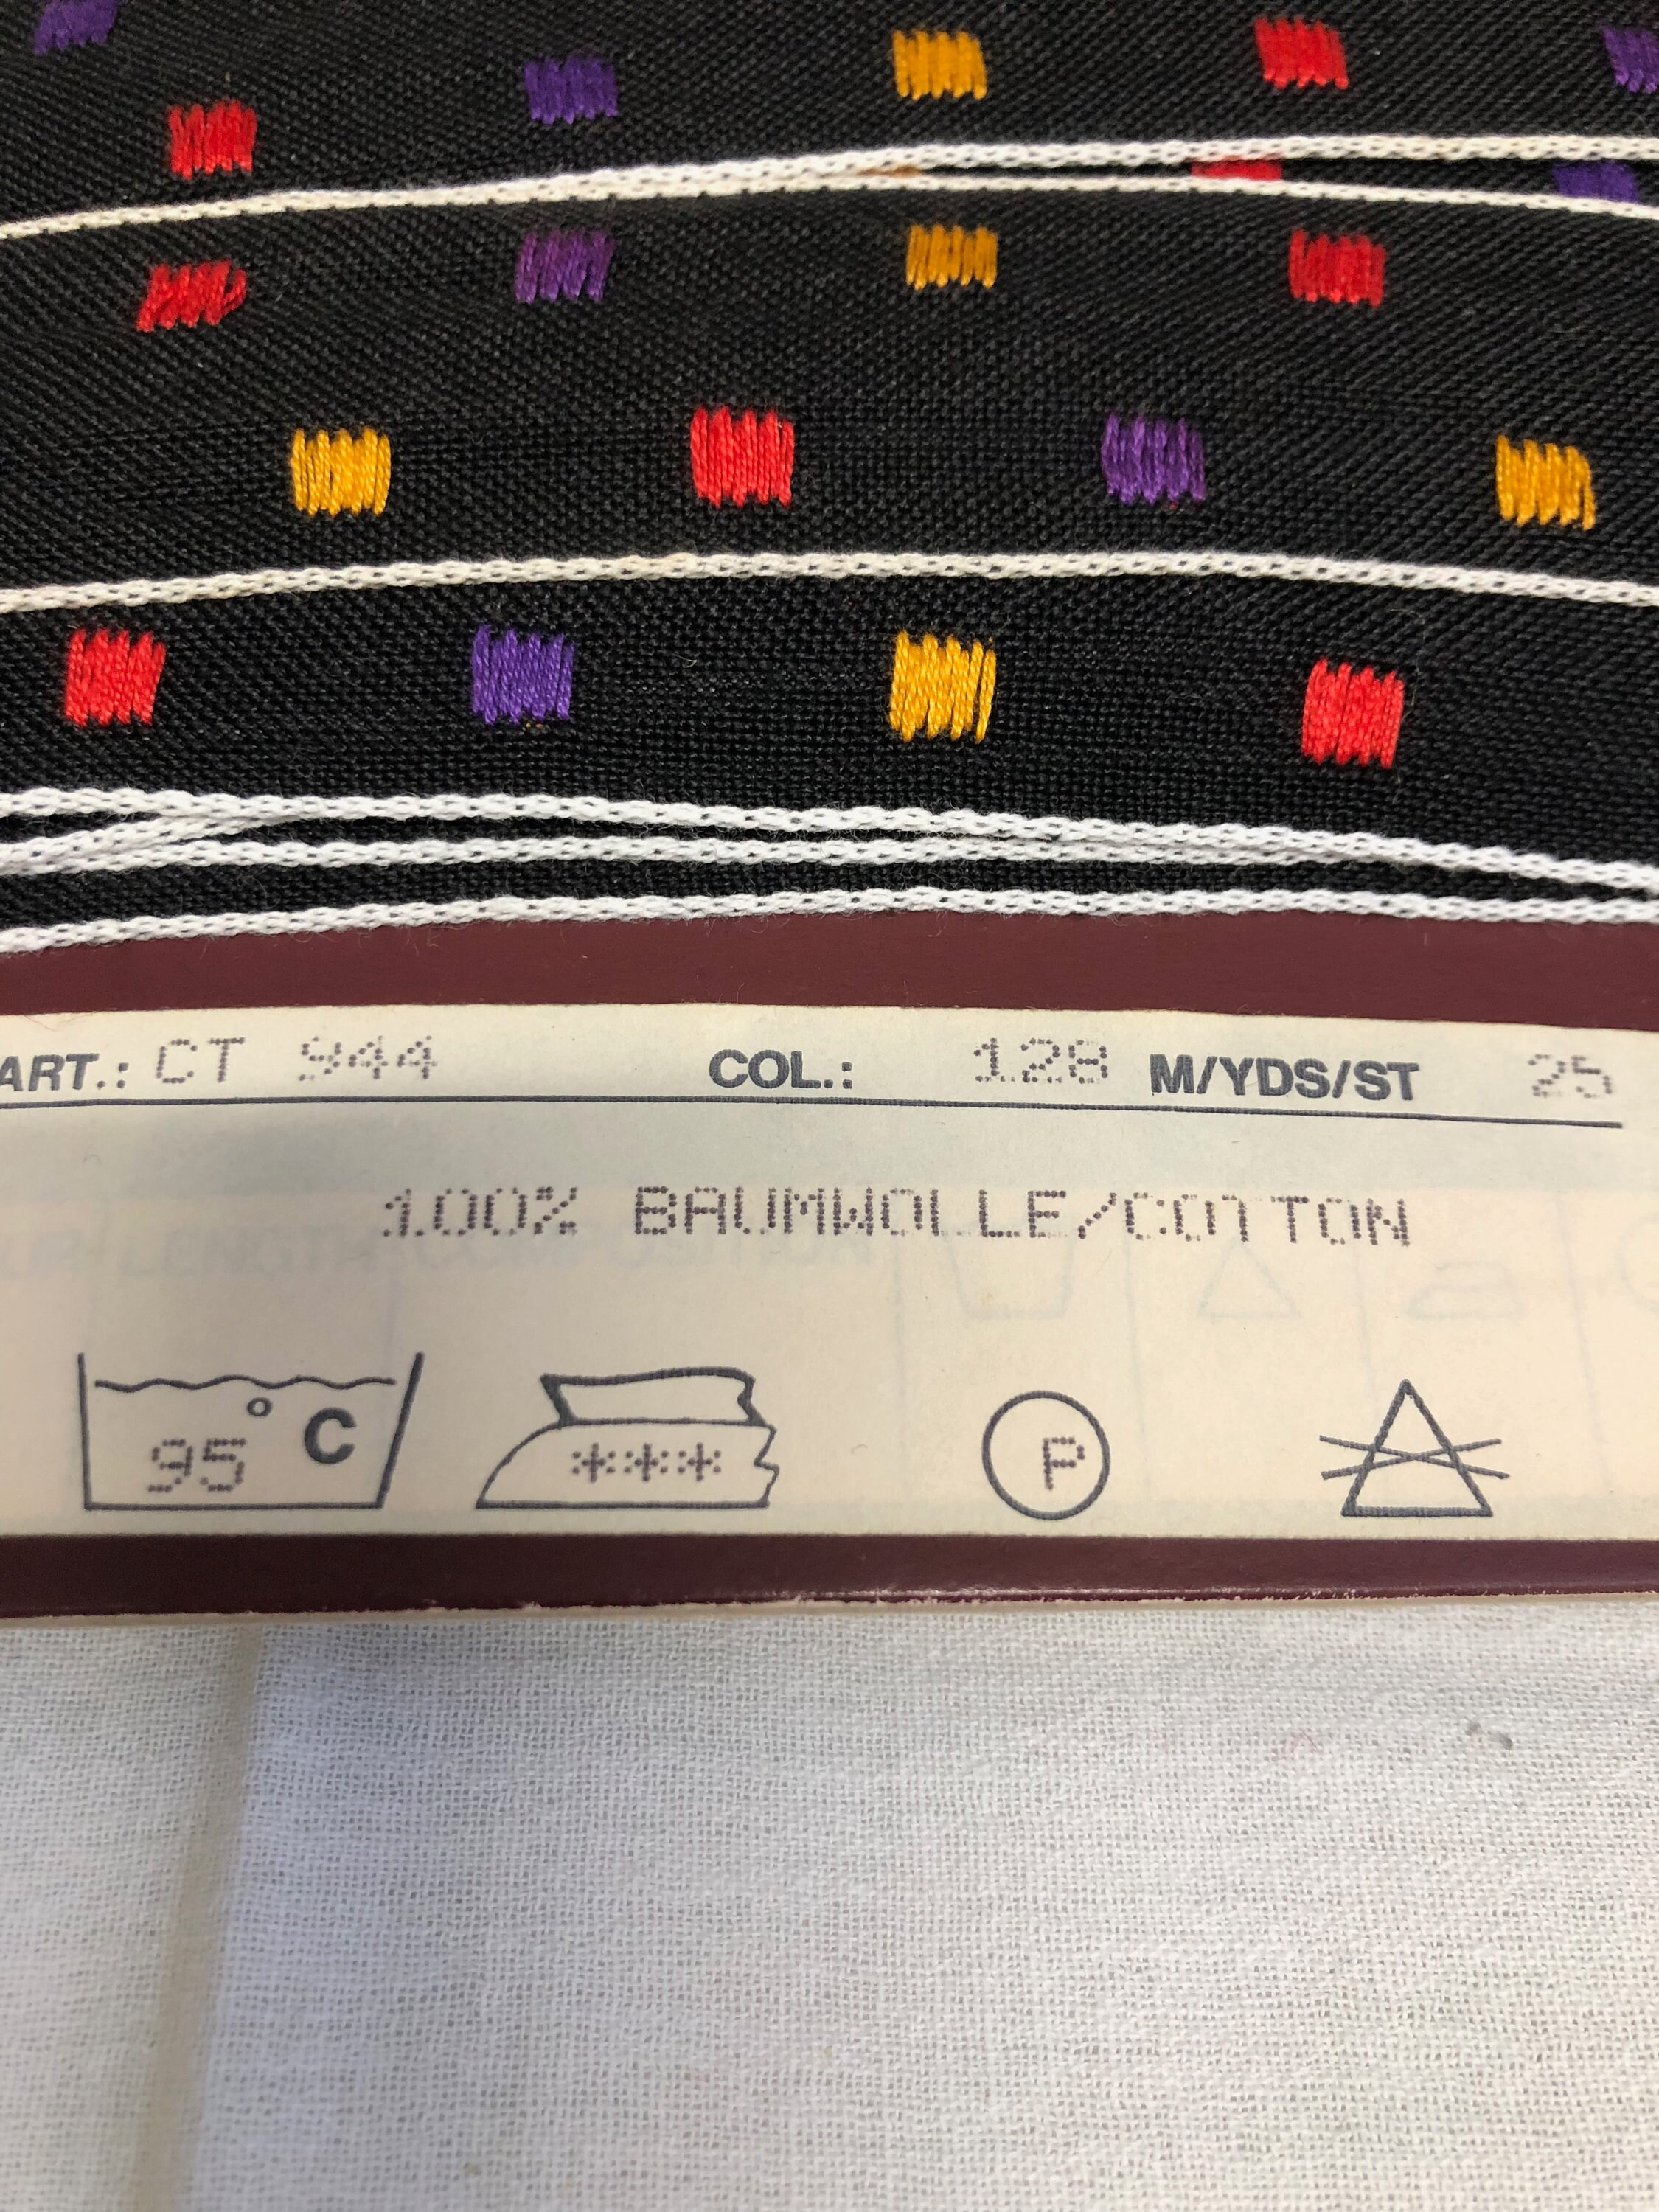 ART.: CT 944 COL.: 128 M/YDS/ST 25
100% BAUMWOLLE/COTTON
95 °C *** P